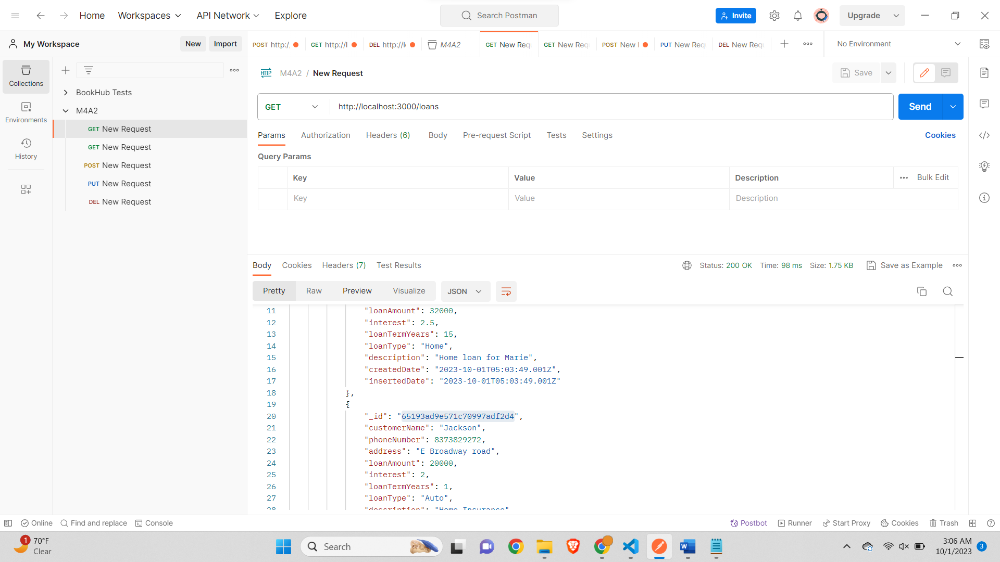 Home Workspaces API Network Explore Search Postman Invite Upgrade
My Workspace New Import POST http:/, GET http://l DEL http://l M4A2 GET New Req GET New Req POST New PUT New Req DEL New Req No Environment
Collections
Environments
History
BookHub Tests
M4A2
GET New Request
GET New Request
POST New Request
PUT New Request
DEL New Request
HTTP M4A2 / New Request Save
GET http://localhost:3000/loans Send
Params Authorization Headers (6) Body Pre-request Script Tests Settings Cookies
Query Params
Key Value Description Bulk Edit
Key Value Description
Body Cookies Headers (7) Test Results Status: 200 OK Time: 98 ms Size: 1.75 KB Save as Example
Pretty Raw Preview Visualize JSON
11 "loanAmount": 32000,
12 "interest": 2.5,
13 "loanTermYears": 15,
14 "loanType": "Home",
15 "description": "Home loan for Marie",
16 "createdDate": "2023-10-01T05:03:49.001Z",
17 "insertedDate": "2023-10-01T05:03:49.001Z"
18 },
19 {
20 "_id": "65193ad9e571c70997adf2d4",
21 "customerName": "Jackson",
22 "phoneNumber": 8373829272,
23 "address": "E Broadway road",
24 "loanAmount": 20000,
25 "interest": 2,
26 "loanTermYears": 1,
27 "loanType": "Auto",
28 "description": "Home Insurance"
Online Find and replace Console Postbot Runner Start Proxy Cookies Trash
1 70°F
Clear
Search
3:06 AM
10/1/2023 3